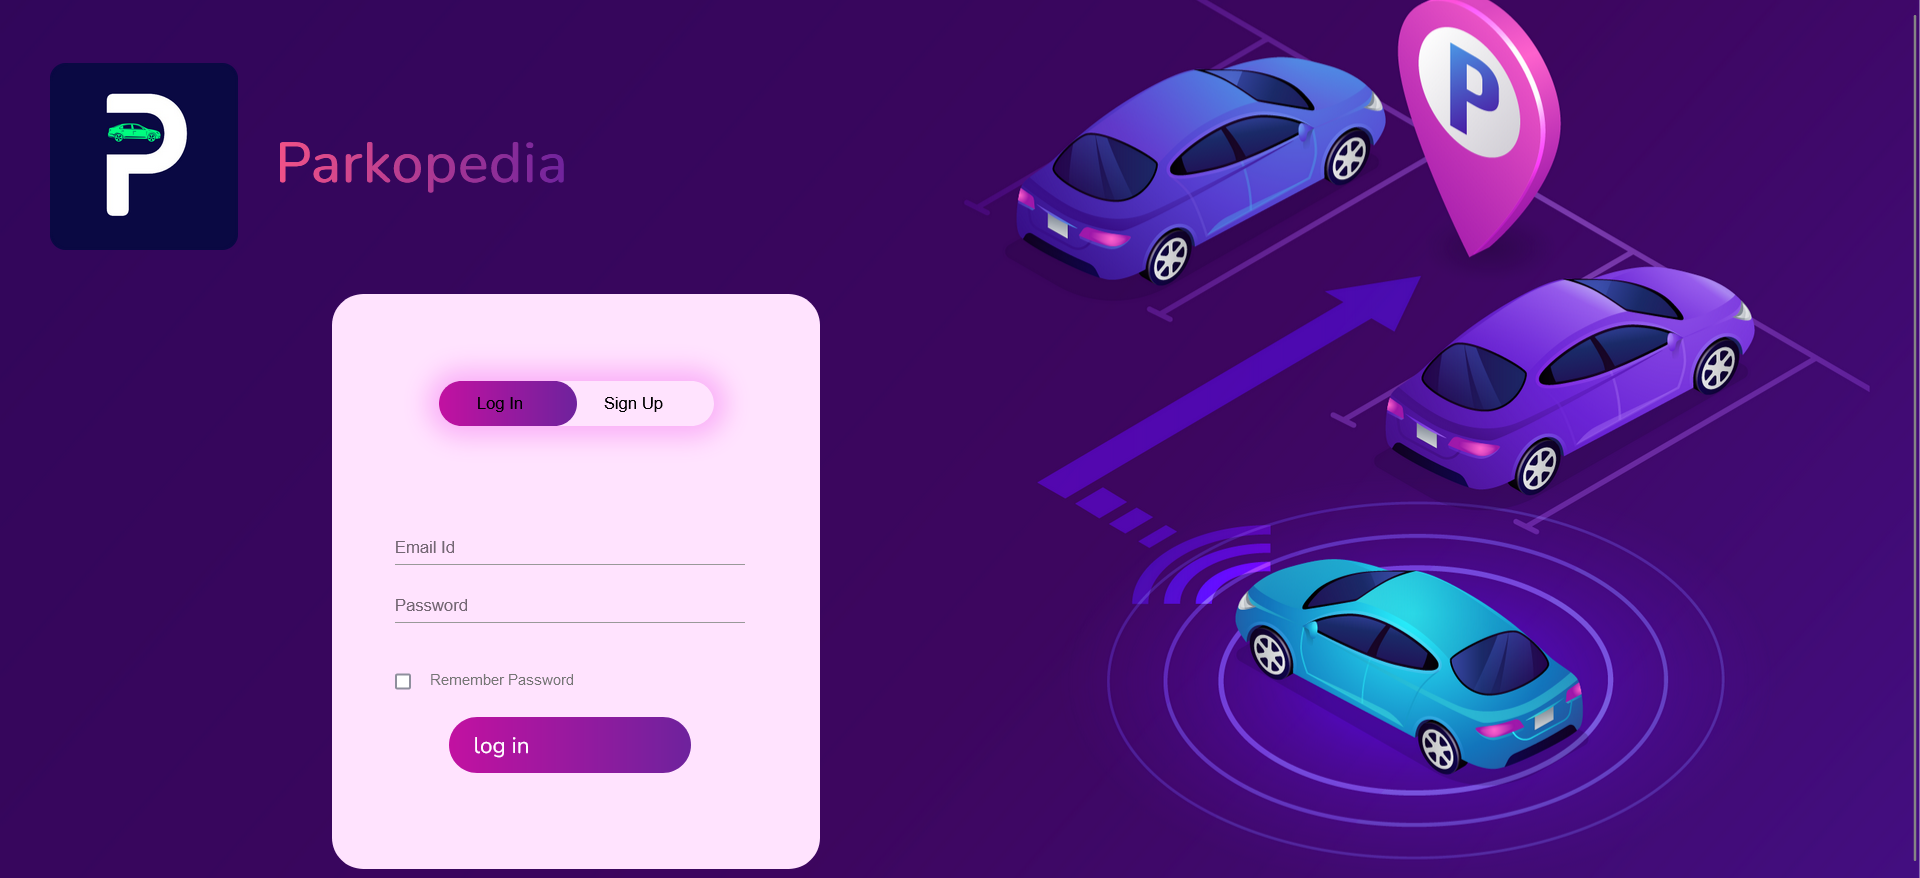 P
Parkopedia
P
Log In
Sign Up
Email Id
Password
Remember Password
log in